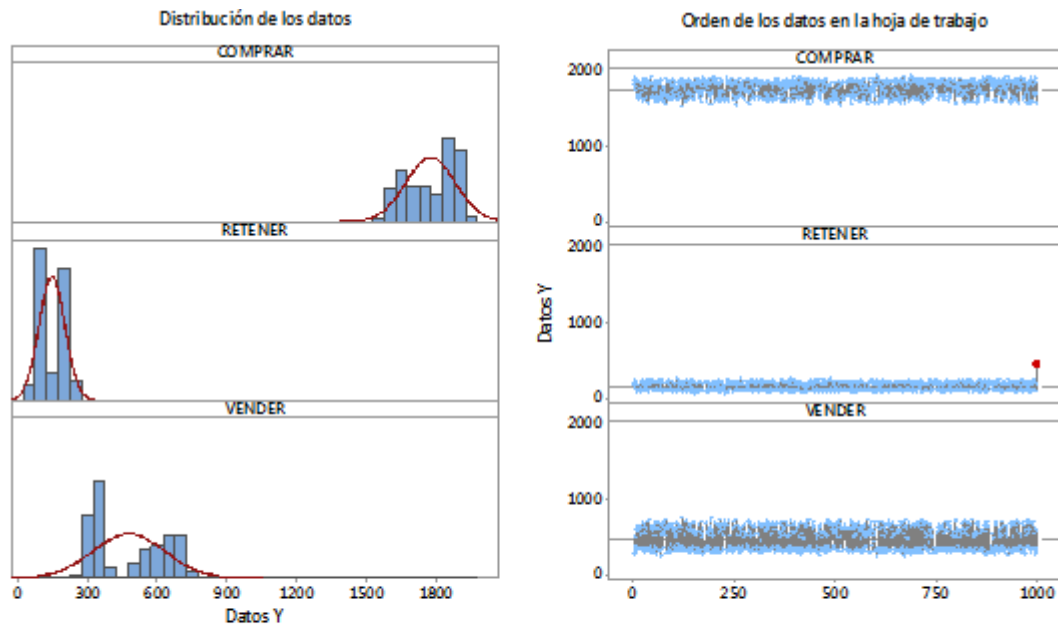 Distribución de los datos
COMPRAR
RETENER
VENDER
0 300 600 900 1200 1500 1800
Datos Y
Orden de los datos en la hoja de trabajo
COMPRAR
2000
1000
0
RETENER
2000
1000
0
VENDER
2000
1000
0
Datos Y
0 250 500 750 1000